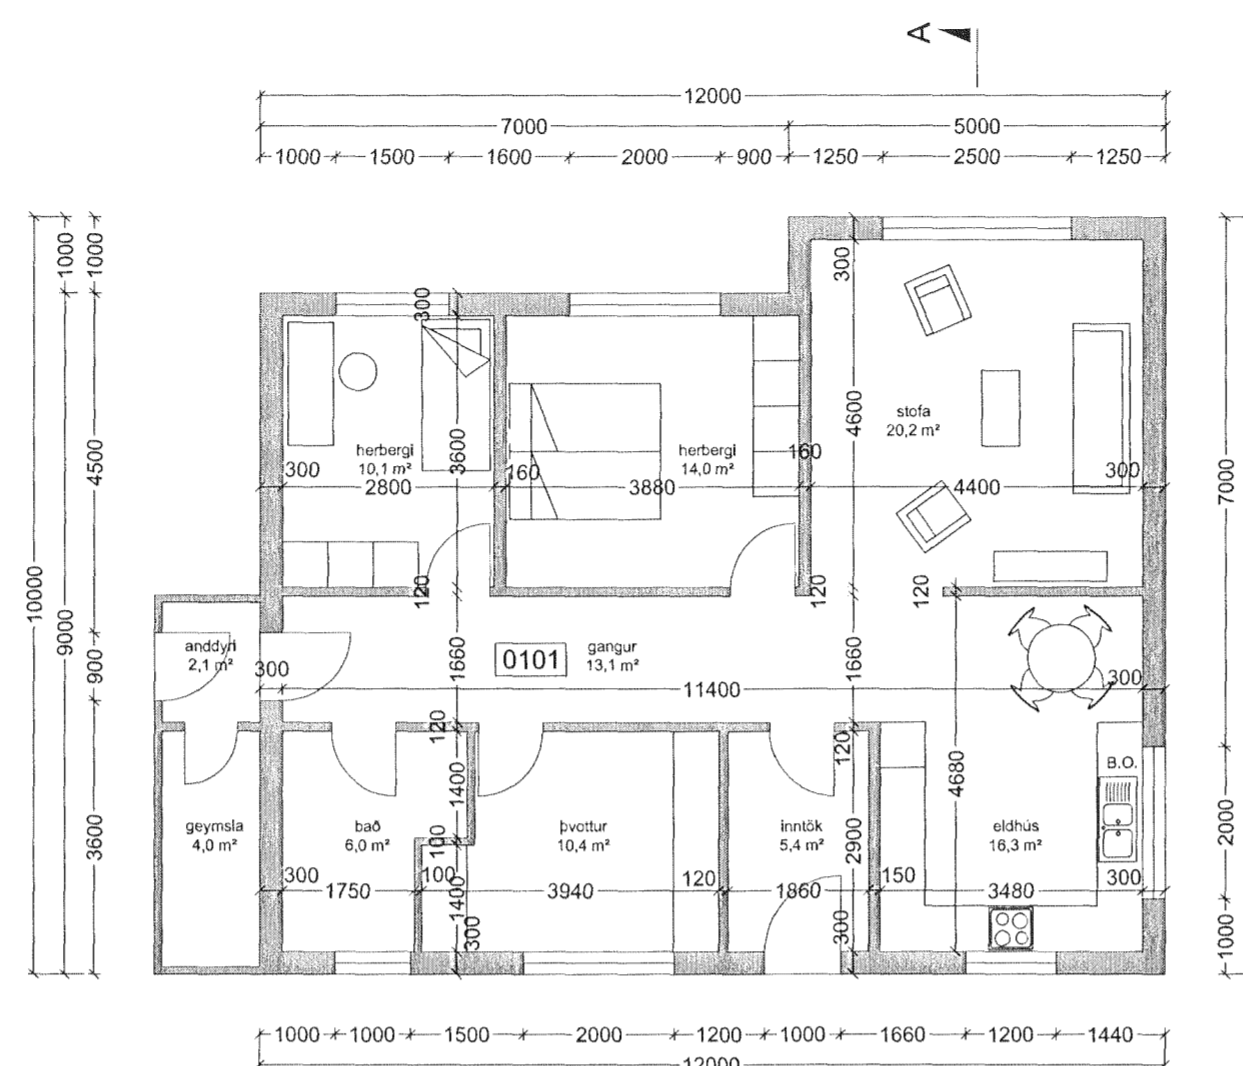 A
12000
7000 5000
1000 1500 1600 2000 900 1250 2500 1250
1000
1000
300
300
4500
10000
9000
7000
3600
4600
stofa
20,2 m²
herbergi
10,1 m²
herbergi
14,0 m²
300
160
160
300
2800
3880
4400
120
120
120
anddyri
2,1 m²
900
300
1660
0101
gangur
13,1 m²
1660
300
11400
120
120
1400
4680
B.O.
3600
geymsla
4,0 m²
bað
6,0 m²
þvottur
10,4 m²
inntök
5,4 m²
2900
eldhús
16,3 m²
2000
100
300
100
120
150
300
1750
1400
3940
1860
3480
300
300
1000
1000 1000 1500 2000 1200 1000 1660 1200 1440
12000